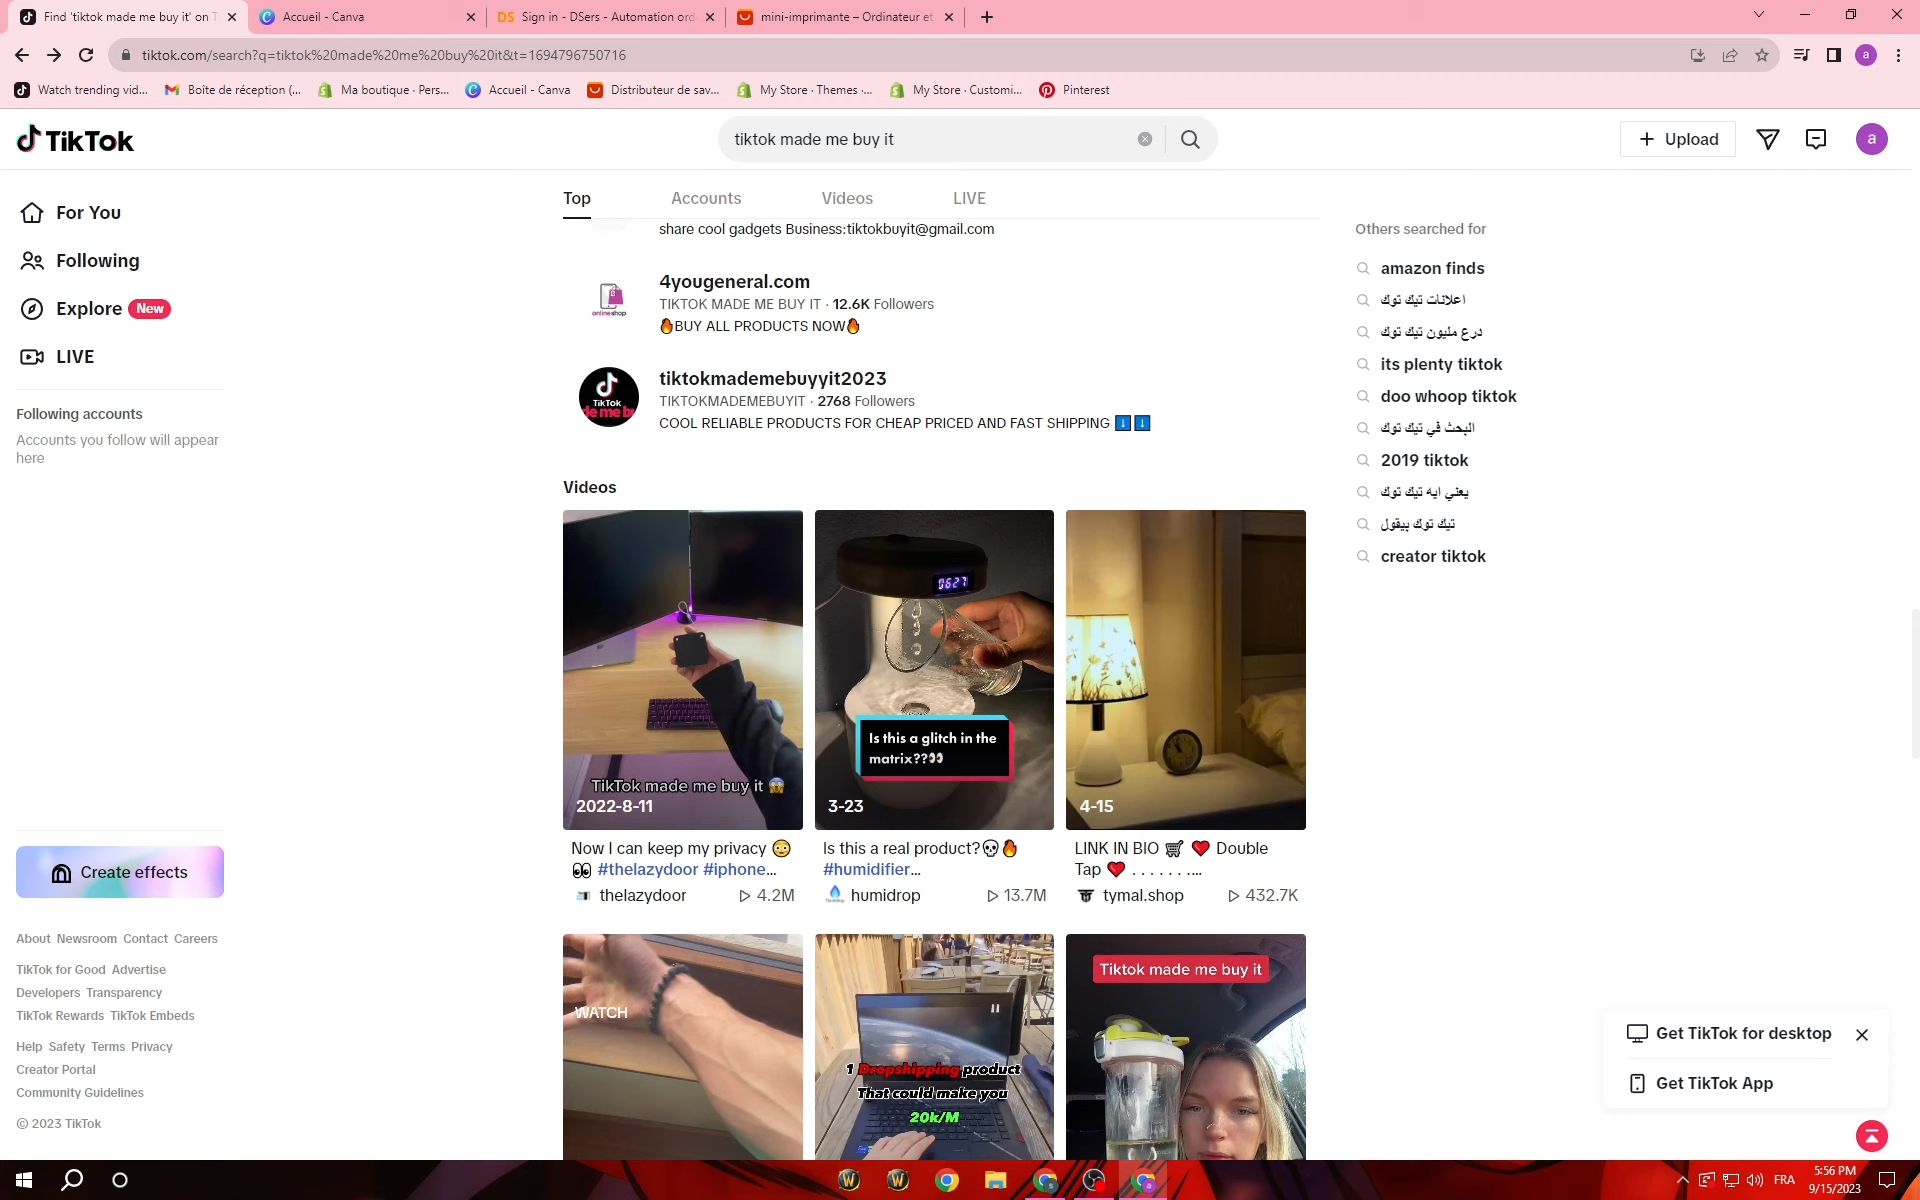 Find 'tiktok made me buy it' on T
Accueil - Canva
DS Sign in - DSers - Automation ord
mini-imprimante – Ordinateur et
tiktok.com/search?q=tiktok%20made%20me%20buy%20it&t=1694796750716
a
Watch trending vid...
Boîte de réception (...
Ma boutique · Pers...
Accueil - Canva
Distributeur de sav...
My Store · Themes ·...
My Store · Customi...
Pinterest
TikTok
tiktok made me buy it
Upload
a
For You
Following
Explore New
LIVE
Following accounts
Accounts you follow will appear
here
Create effects
About Newsroom Contact Careers
TikTok for Good Advertise
Developers Transparency
TikTok Rewards TikTok Embeds
Help Safety Terms Privacy
Creator Portal
Community Guidelines
© 2023 TikTok
Top Accounts Videos LIVE
share cool gadgets Business:tiktokbuyit@gmail.com
onlineshop
4yougeneral.com
TIKTOK MADE ME BUY IT · 12.6K Followers
🔥BUY ALL PRODUCTS NOW🔥
TikTok
de me b
tiktokmademebuyyit2023
TIKTOKMADEMEBUYIT · 2768 Followers
COOL RELIABLE PRODUCTS FOR CHEAP PRICED AND FAST SHIPPING ⬇️⬇️
Videos
TikTok made me buy it 😱
2022-8-11
Now I can keep my privacy 😳
👀 #thelazydoor #iphone...
thelazydoor 4.2M
06:27
Is this a glitch in the
matrix??👀
3-23
Is this a real product?💀🔥
#humidifier...
humidrop 13.7M
4-15
LINK IN BIO 🛒 ❤️ Double
Tap ❤️ . . . . . . ....
tymal.shop 432.7K
WATCH
1 Dropshipping product
That could make you
20k/M
Tiktok made me buy it
Others searched for
amazon finds
اعلانات تيك توك
درع مليون تيك توك
its plenty tiktok
doo whoop tiktok
البحث في تيك توك
2019 tiktok
يعني ايه تيك توك
تيك توك بيقول
creator tiktok
Get TikTok for desktop
Get TikTok App
FRA
5:56 PM
9/15/2023